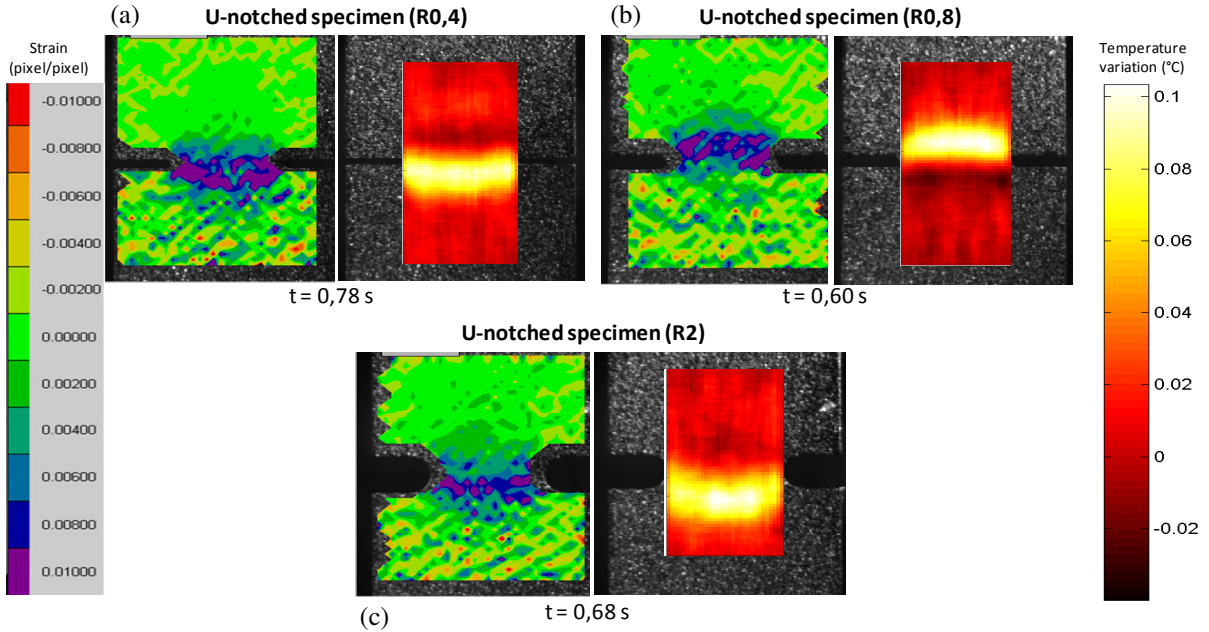 (a)
U-notched specimen (R0,4)
(b)
U-notched specimen (R0,8)
Strain
(pixel/pixel)
-0.01000
-0.00800
-0.00600
-0.00400
-0.00200
0.00000
0.00200
0.00400
0.00600
0.00800
0.01000
t = 0,78 s
t = 0,60 s
Temperature
variation (°C)
0.1
0.08
0.06
0.04
0.02
0
-0.02
U-notched specimen (R2)
(c)
t = 0,68 s